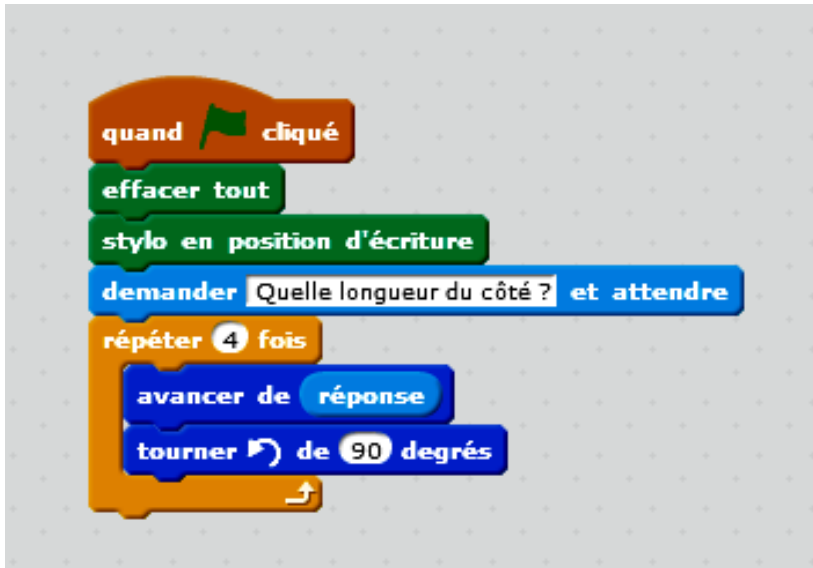 quand cliqué
effacer tout
stylo en position d'écriture
demander Quelle longueur du côté ? et attendre
répéter 4 fois
avancer de réponse
tourner de 90 degrés